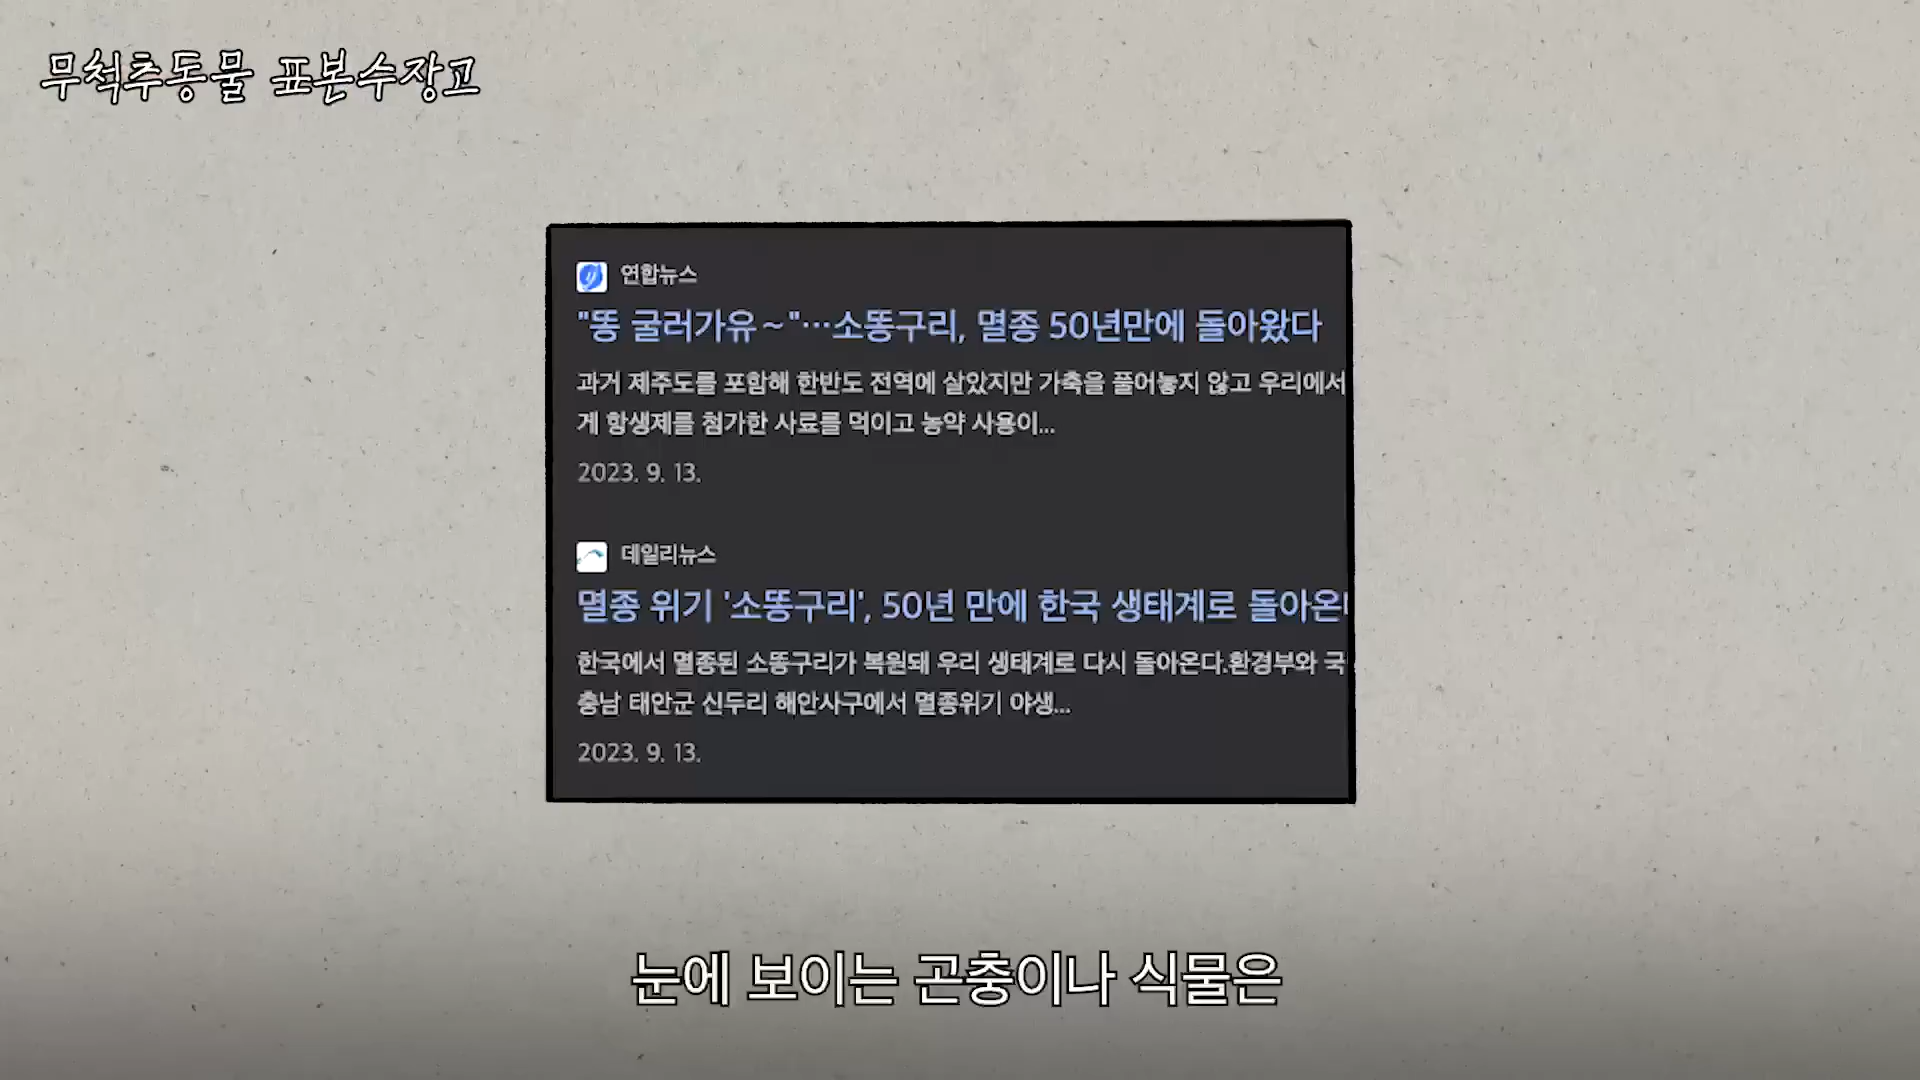 무척추동물 표본수장고
연합뉴스
"똥 굴러가유~"…소똥구리, 멸종 50년만에 돌아왔다
과거 제주도를 포함해 한반도 전역에 살았지만 가축을 풀어놓지 않고 우리에서
게 항생제를 첨가한 사료를 먹이고 농약 사용이...
2023. 9. 13.
데일리뉴스
멸종 위기 '소똥구리', 50년 만에 한국 생태계로 돌아온
한국에서 멸종된 소똥구리가 복원돼 우리 생태계로 다시 돌아온다.환경부와 국
충남 태안군 신두리 해안사구에서 멸종위기 야생...
2023. 9. 13.
눈에 보이는 곤충이나 식물은